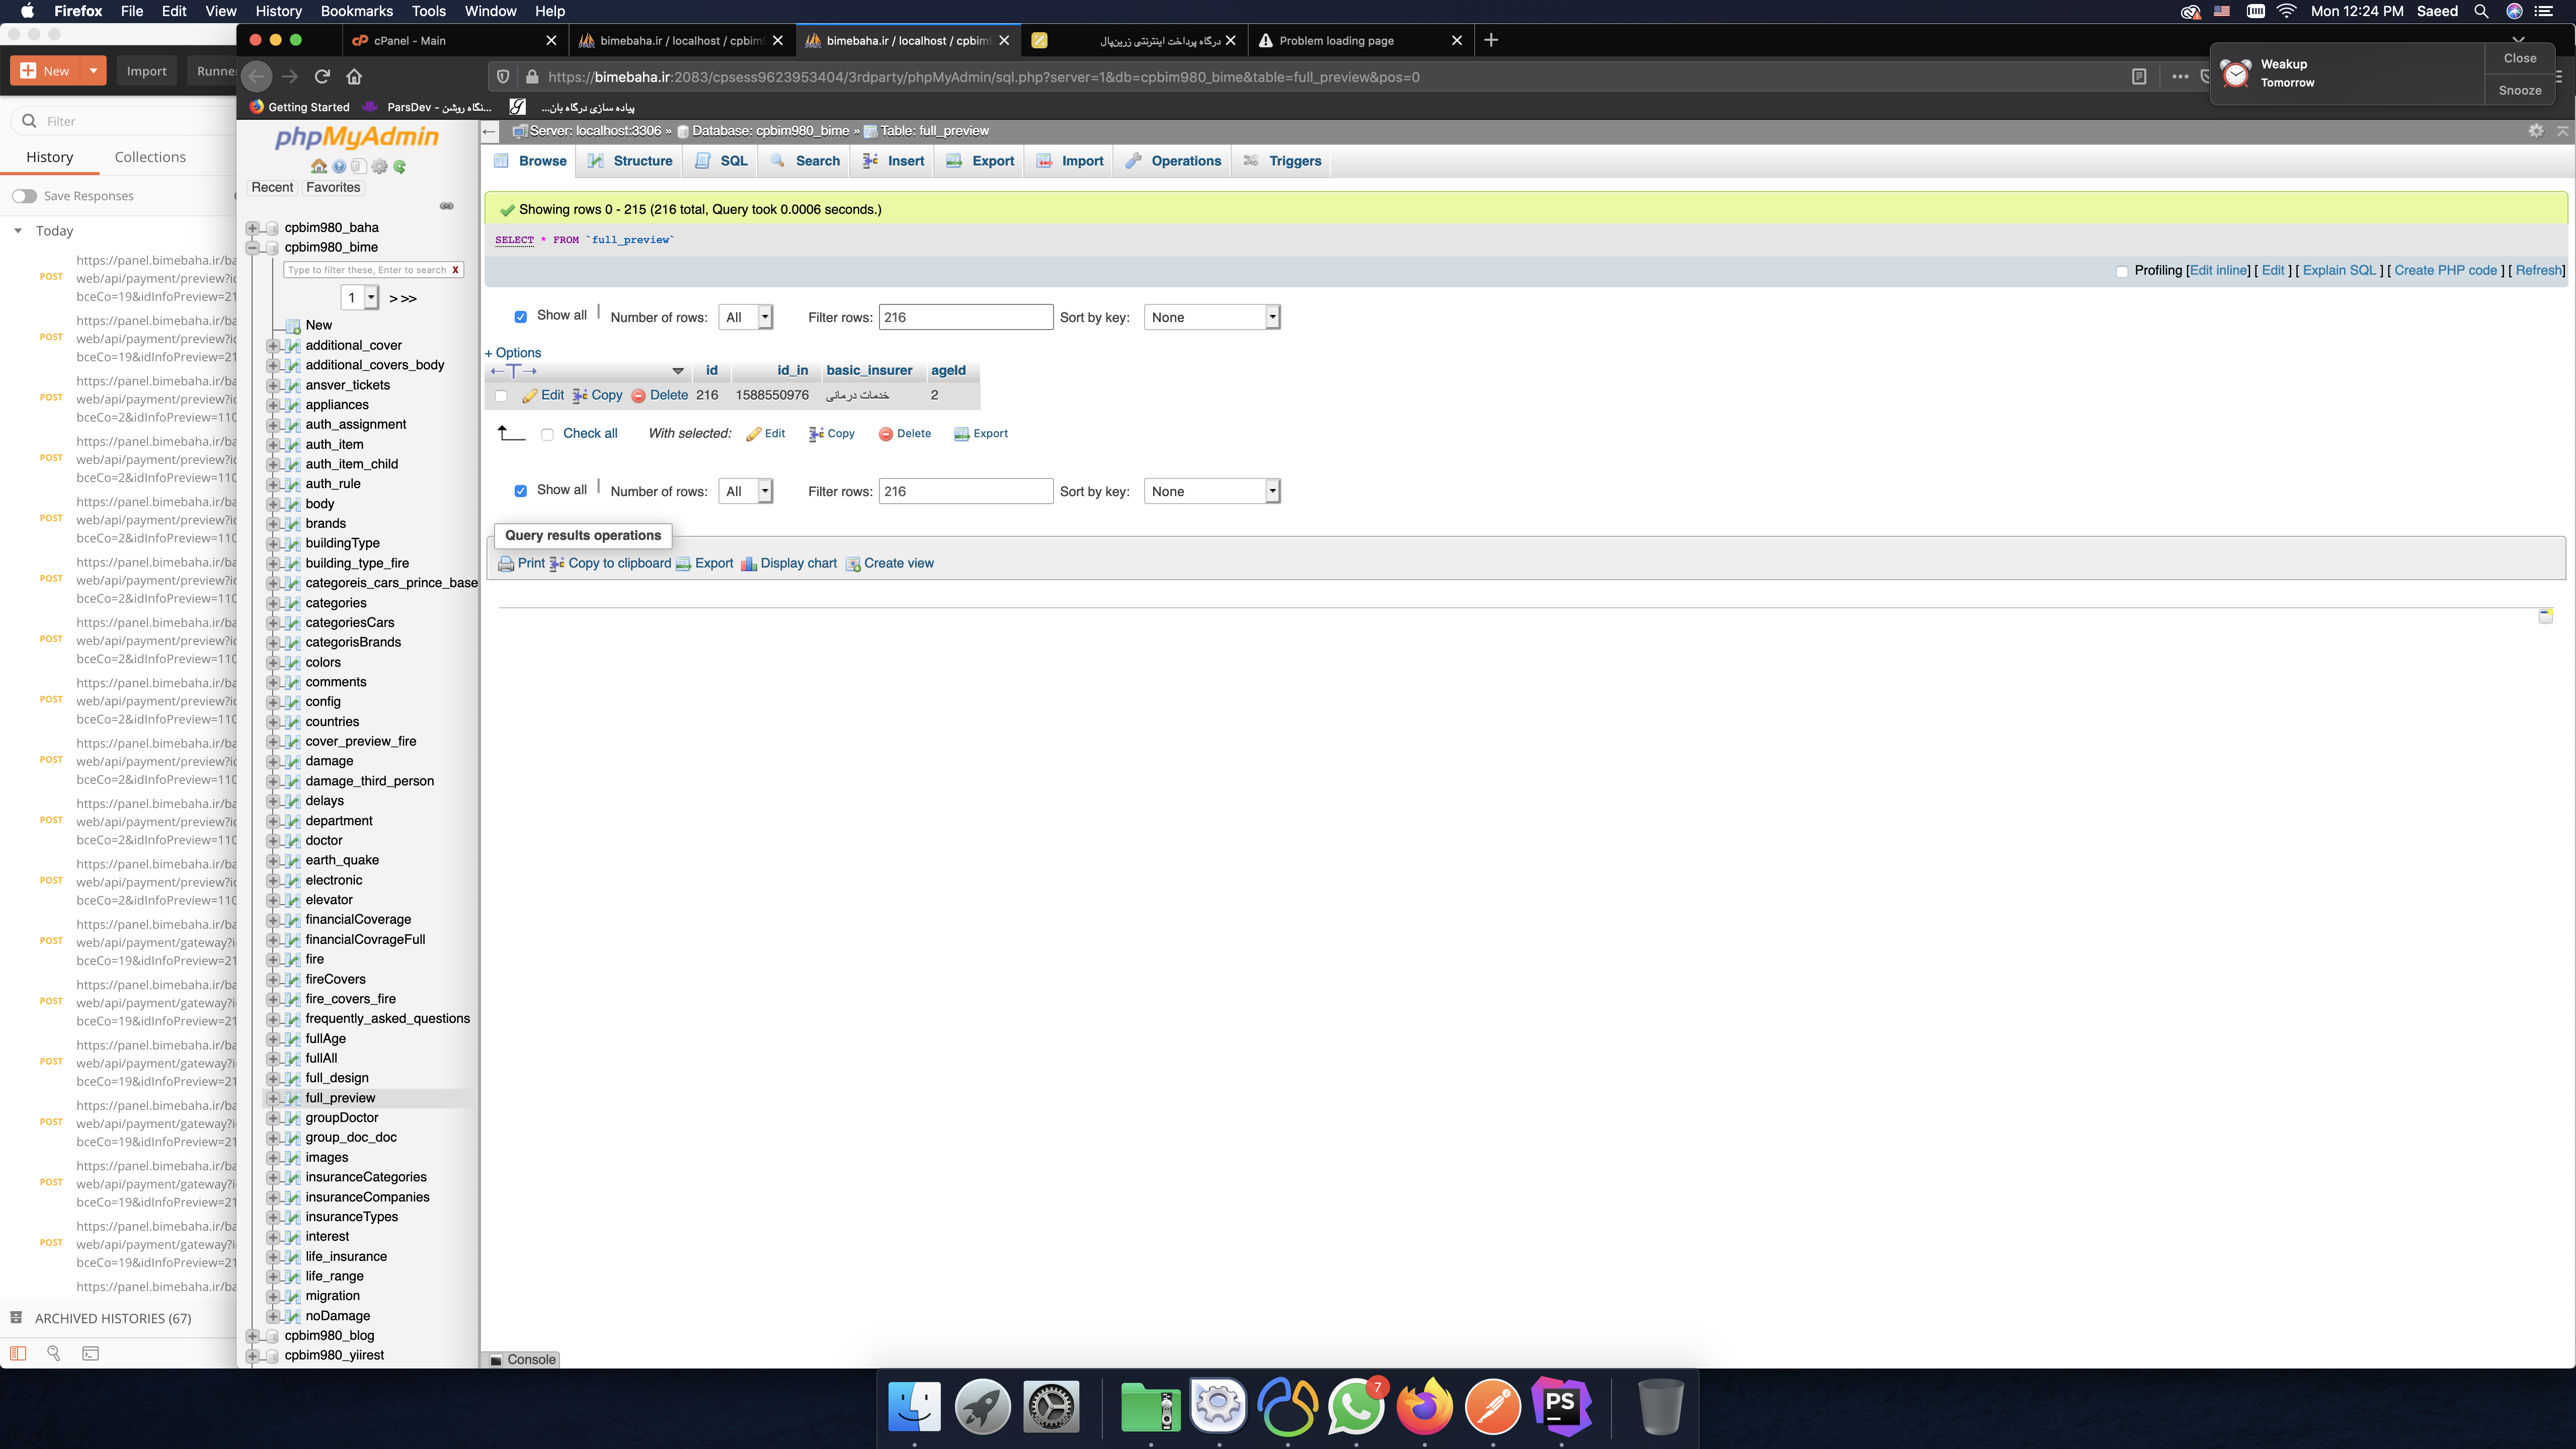 Firefox File Edit View History Bookmarks Tools Window Help
Mon 12:24 PM Saeed
New
Import
Runne
Filter
History
Collections
Save Responses
Today
POST
https://panel.bimebaha.ir/ba
web/api/payment/preview?id
bceCo=19&idInfoPreview=21
POST
https://panel.bimebaha.ir/ba
web/api/payment/preview?id
bceCo=19&idInfoPreview=21
POST
https://panel.bimebaha.ir/ba
web/api/payment/preview?id
bceCo=2&idInfoPreview=110
POST
https://panel.bimebaha.ir/ba
web/api/payment/preview?id
bceCo=2&idInfoPreview=110
POST
https://panel.bimebaha.ir/ba
web/api/payment/preview?id
bceCo=2&idInfoPreview=110
POST
https://panel.bimebaha.ir/ba
web/api/payment/preview?id
bceCo=2&idInfoPreview=110
POST
https://panel.bimebaha.ir/ba
web/api/payment/preview?id
bceCo=2&idInfoPreview=110
POST
https://panel.bimebaha.ir/ba
web/api/payment/preview?id
bceCo=2&idInfoPreview=110
POST
https://panel.bimebaha.ir/ba
web/api/payment/preview?id
bceCo=2&idInfoPreview=110
POST
https://panel.bimebaha.ir/ba
web/api/payment/preview?id
bceCo=2&idInfoPreview=110
POST
https://panel.bimebaha.ir/ba
web/api/payment/preview?id
bceCo=2&idInfoPreview=110
POST
https://panel.bimebaha.ir/ba
web/api/payment/gateway?i
bceCo=19&idInfoPreview=21
POST
https://panel.bimebaha.ir/ba
web/api/payment/gateway?i
bceCo=19&idInfoPreview=21
POST
https://panel.bimebaha.ir/ba
web/api/payment/gateway?i
bceCo=19&idInfoPreview=21
POST
https://panel.bimebaha.ir/ba
web/api/payment/gateway?i
bceCo=19&idInfoPreview=21
POST
https://panel.bimebaha.ir/ba
web/api/payment/gateway?i
bceCo=19&idInfoPreview=21
POST
https://panel.bimebaha.ir/ba
web/api/payment/gateway?i
bceCo=19&idInfoPreview=21
https://panel.bimebaha.ir/ba
ARCHIVED HISTORIES (67)
cP cPanel - Main
bimebaha.ir / localhost / cpbim
bimebaha.ir / localhost / cpbim
درگاه پرداخت اینترنتی زرین‌پال
Problem loading page
https://bimebaha.ir:2083/cpsess9623953404/3rdparty/phpMyAdmin/sql.php?server=1&db=cpbim980_bime&table=full_preview&pos=0
Weakup
Tomorrow
Close
Snooze
Getting Started
ParsDev - نگاه روشن...
پیاده سازی درگاه بان...
phpMyAdmin
Recent Favorites
cpbim980_baha
cpbim980_bime
Type to filter these, Enter to search X
1 > >>
New
additional_cover
additional_covers_body
ansver_tickets
appliances
auth_assignment
auth_item
auth_item_child
auth_rule
body
brands
buildingType
building_type_fire
categoreis_cars_prince_base
categories
categoriesCars
categorisBrands
colors
comments
config
countries
cover_preview_fire
damage
damage_third_person
delays
department
doctor
earth_quake
electronic
elevator
financialCoverage
financialCovrageFull
fire
fireCovers
fire_covers_fire
frequently_asked_questions
fullAge
fullAll
full_design
full_preview
groupDoctor
group_doc_doc
images
insuranceCategories
insuranceCompanies
insuranceTypes
interest
life_insurance
life_range
migration
noDamage
cpbim980_blog
cpbim980_yiirest
Server: localhost:3306 » Database: cpbim980_bime » Table: full_preview
Browse Structure SQL Search Insert Export Import Operations Triggers
Showing rows 0 - 215 (216 total, Query took 0.0006 seconds.)
SELECT * FROM `full_preview`
Profiling [Edit inline] [ Edit ] [ Explain SQL ] [ Create PHP code ] [ Refresh]
Show all | Number of rows: All Filter rows: 216 Sort by key: None
+ Options
←T→ id id_in basic_insurer ageId
Edit Copy Delete 216 1588550976 خدمات درمانی 2
Check all With selected: Edit Copy Delete Export
Show all | Number of rows: All Filter rows: 216 Sort by key: None
Query results operations
Print Copy to clipboard Export Display chart Create view
Console
7
PS